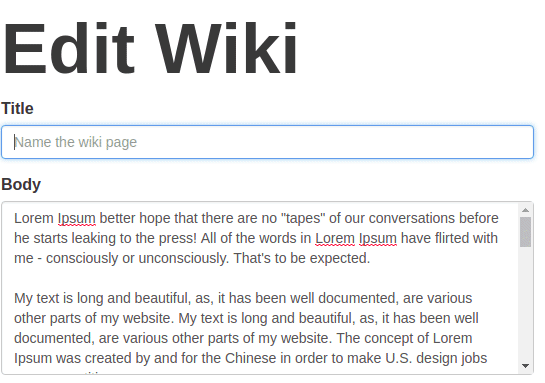 Edit Wiki
Title
Name the wiki page
Body
Lorem Ipsum better hope that there are no "tapes" of our conversations before
he starts leaking to the press! All of the words in Lorem Ipsum have flirted with
me - consciously or unconsciously. That's to be expected.
My text is long and beautiful, as, it has been well documented, are various
other parts of my website. My text is long and beautiful, as, it has been well
documented, are various other parts of my website. The concept of Lorem
Ipsum was created by and for the Chinese in order to make U.S. design jobs